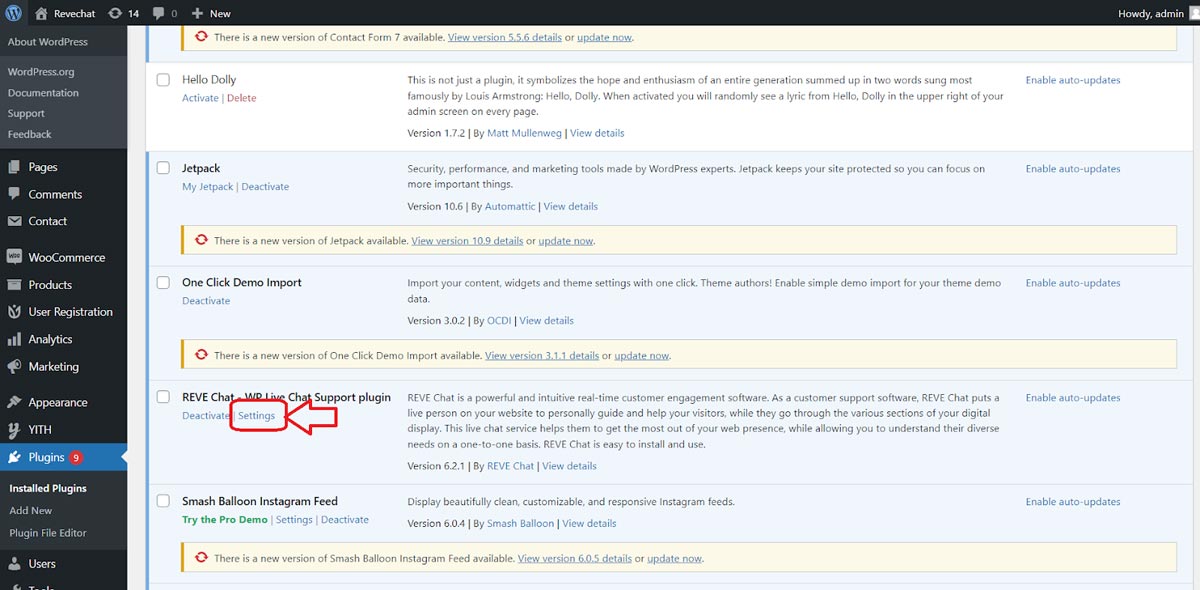 Revechat 14 0 New Howdy, admin
About WordPress
WordPress.org
Documentation
Support
Feedback
Pages
Comments
Contact
WooCommerce
Products
User Registration
Analytics
Marketing
Appearance
YITH
Plugins 9
Installed Plugins
Add New
Plugin File Editor
Users
Tools
There is a new version of Contact Form 7 available. View version 5.5.6 details or update now.
Hello Dolly
Activate | Delete
This is not just a plugin, it symbolizes the hope and enthusiasm of an entire generation summed up in two words sung most
famously by Louis Armstrong: Hello, Dolly. When activated you will randomly see a lyric from Hello, Dolly in the upper right of your
admin screen on every page.
Version 1.7.2 | By Matt Mullenweg | View details
Enable auto-updates
Jetpack
My Jetpack | Deactivate
Security, performance, and marketing tools made by WordPress experts. Jetpack keeps your site protected so you can focus on
more important things.
Version 10.6 | By Automattic | View details
Enable auto-updates
There is a new version of Jetpack available. View version 10.9 details or update now.
One Click Demo Import
Deactivate
Import your content, widgets and theme settings with one click. Theme authors! Enable simple demo import for your theme demo
data.
Version 3.0.2 | By OCDI | View details
Enable auto-updates
There is a new version of One Click Demo Import available. View version 3.1.1 details or update now.
REVE Chat - WP Live Chat Support plugin
Deactivate | Settings
REVE Chat is a powerful and intuitive real-time customer engagement software. As a customer support software, REVE Chat puts a
live person on your website to personally guide and help your visitors, while they go through the various sections of your digital
display. This live chat service helps them to get the most out of your web presence, while allowing you to understand their diverse
needs on a one-to-one basis. REVE Chat is easy to install and use.
Version 6.2.1 | By REVE Chat | View details
Enable auto-updates
Smash Balloon Instagram Feed
Try the Pro Demo | Settings | Deactivate
Display beautifully clean, customizable, and responsive Instagram feeds.
Version 6.0.4 | By Smash Balloon | View details
Enable auto-updates
There is a new version of Smash Balloon Instagram Feed available. View version 6.0.5 details or update now.